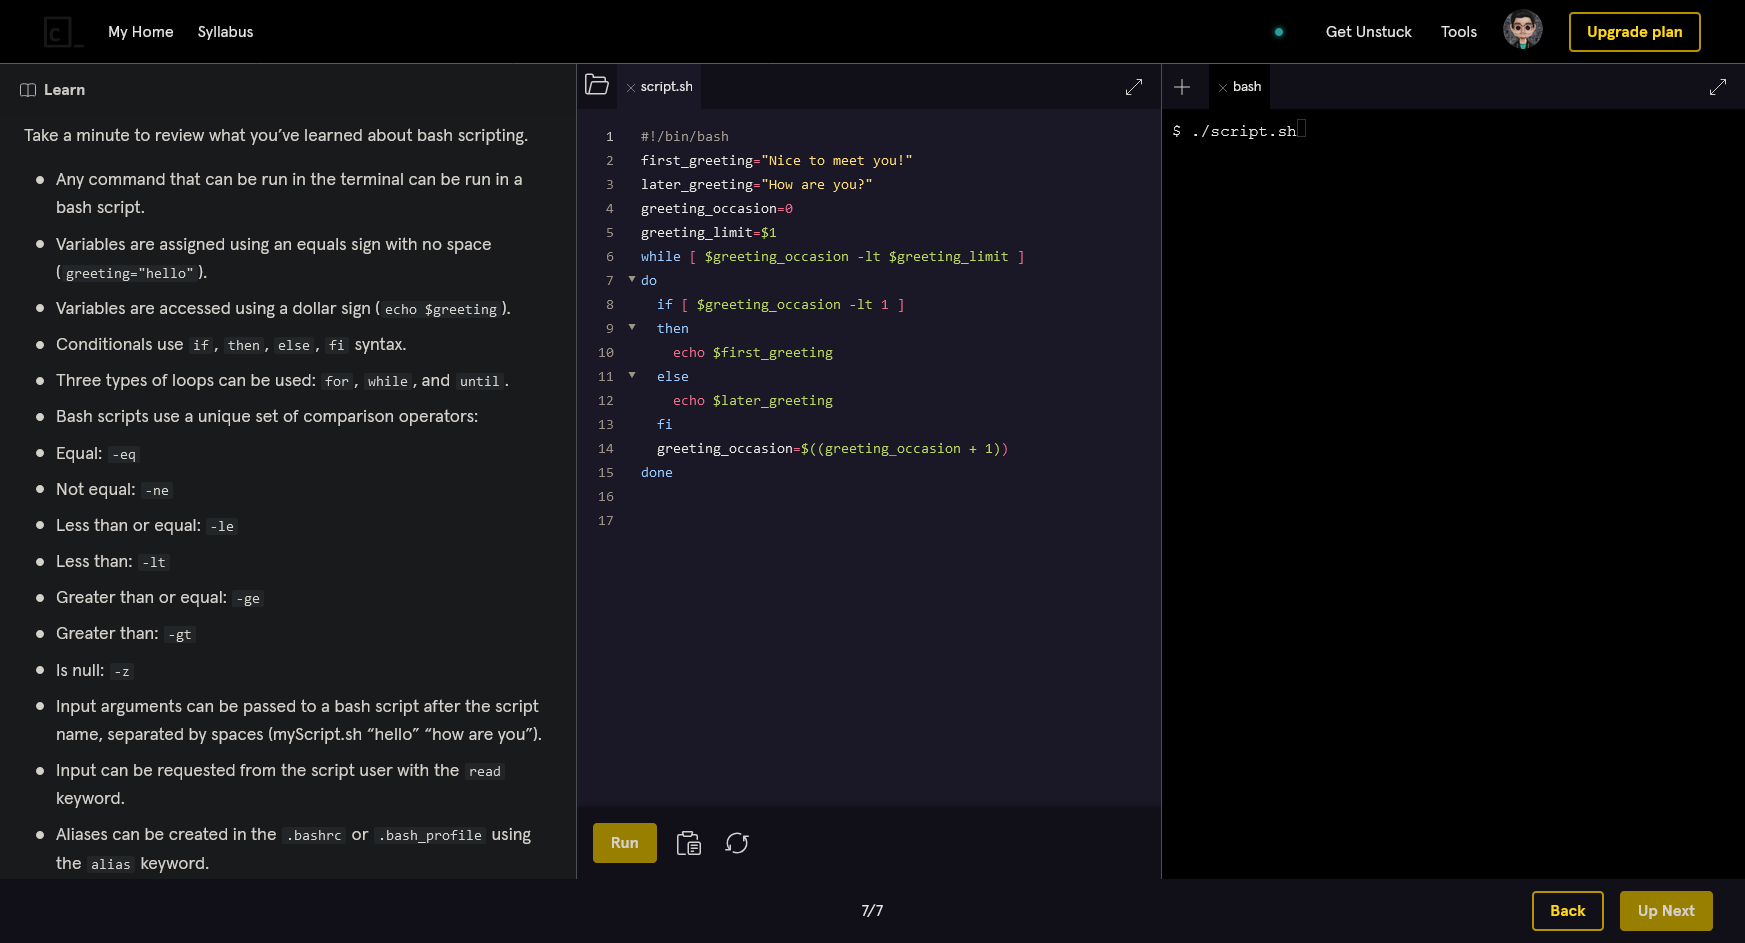 My Home Syllabus Get Unstuck Tools Upgrade plan
Learn
Take a minute to review what you’ve learned about bash scripting.
Any command that can be run in the terminal can be run in a
bash script.
Variables are assigned using an equals sign with no space
(greeting="hello").
Variables are accessed using a dollar sign (echo $greeting).
Conditionals use if, then, else, fi syntax.
Three types of loops can be used: for, while, and until.
Bash scripts use a unique set of comparison operators:
Equal: -eq
Not equal: -ne
Less than or equal: -le
Less than: -lt
Greater than or equal: -ge
Greater than: -gt
Is null: -z
Input arguments can be passed to a bash script after the script
name, separated by spaces (myScript.sh “hello” “how are you”).
Input can be requested from the script user with the read
keyword.
Aliases can be created in the .bashrc or .bash_profile using
the alias keyword.
script.sh
1 #!/bin/bash
2 first_greeting="Nice to meet you!"
3 later_greeting="How are you?"
4 greeting_occasion=0
5 greeting_limit=$1
6 while [ $greeting_occasion -lt $greeting_limit ]
7 do
8   if [ $greeting_occasion -lt 1 ]
9   then
10     echo $first_greeting
11   else
12     echo $later_greeting
13   fi
14   greeting_occasion=$((greeting_occasion + 1))
15 done
16
17
Run
bash
$ ./script.sh
7/7
Back Up Next